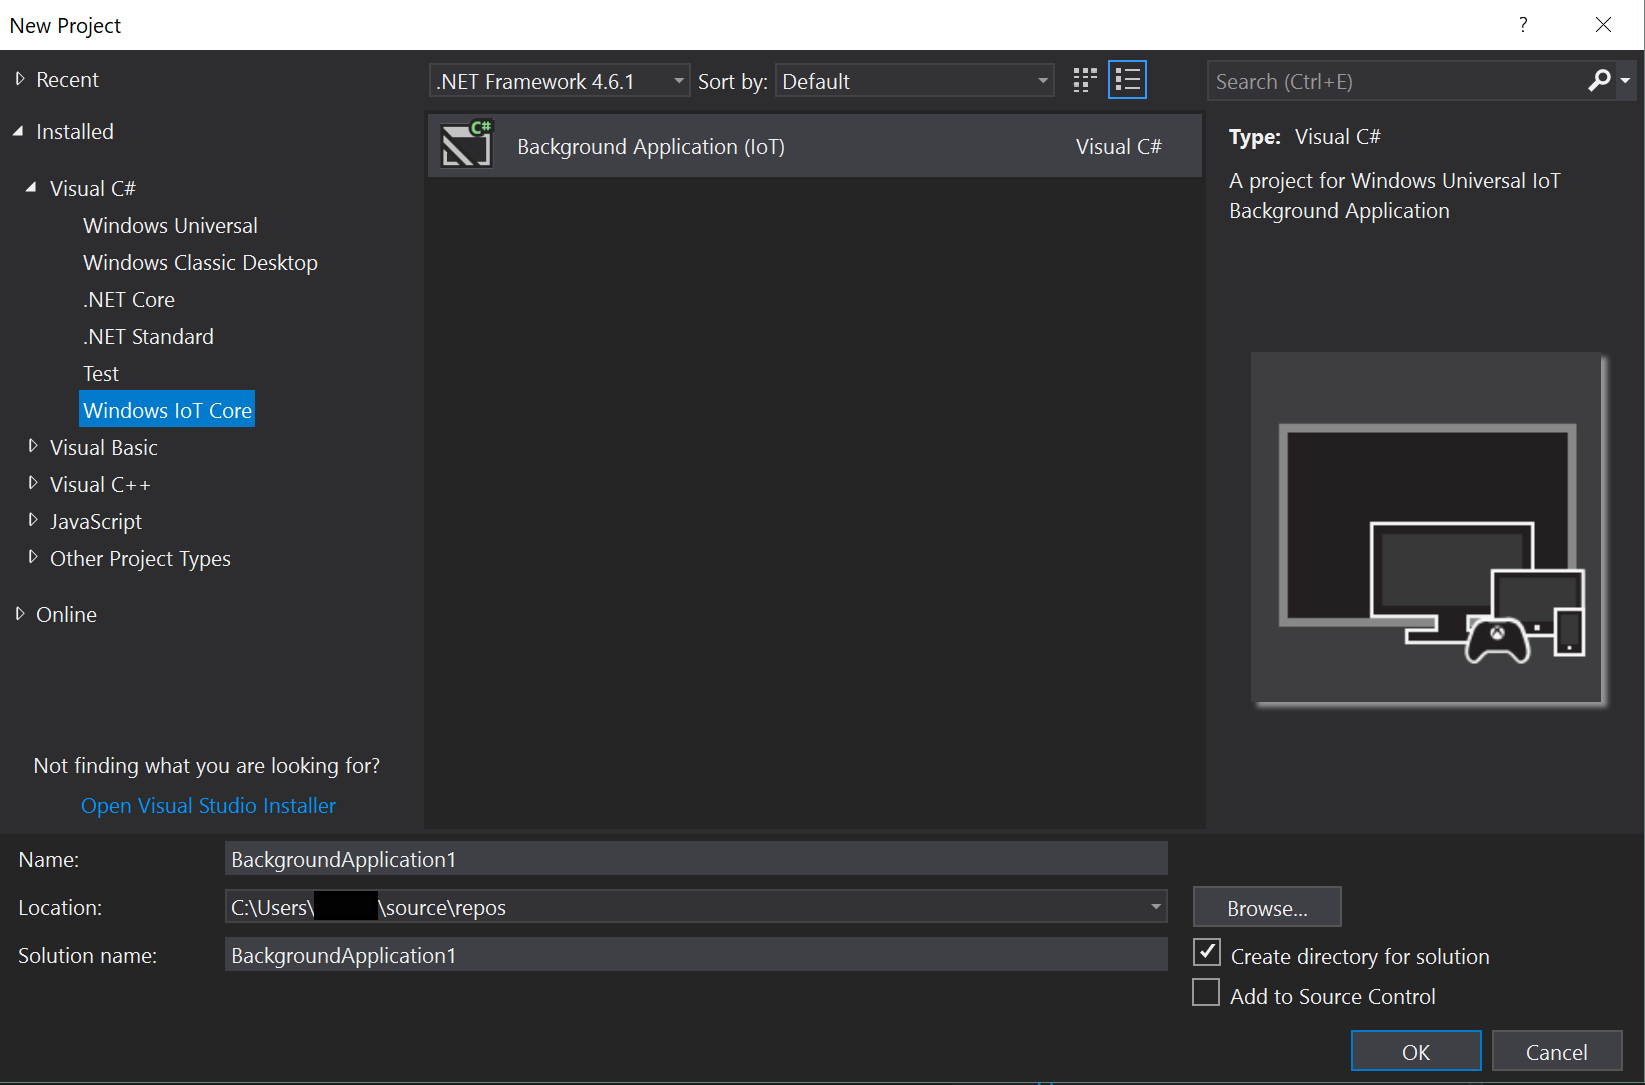 New Project
?
Recent
.NET Framework 4.6.1
Sort by:
Default
Search (Ctrl+E)
Installed
Visual C#
Windows Universal
Windows Classic Desktop
.NET Core
.NET Standard
Test
Windows IoT Core
Visual Basic
Visual C++
JavaScript
Other Project Types
Online
Not finding what you are looking for?
Open Visual Studio Installer
C#
Background Application (IoT)
Visual C#
Type: Visual C#
A project for Windows Universal IoT
Background Application
Name:
BackgroundApplication1
Location:
C:\Users\ \source\repos
Browse...
Solution name:
BackgroundApplication1
Create directory for solution
Add to Source Control
OK
Cancel